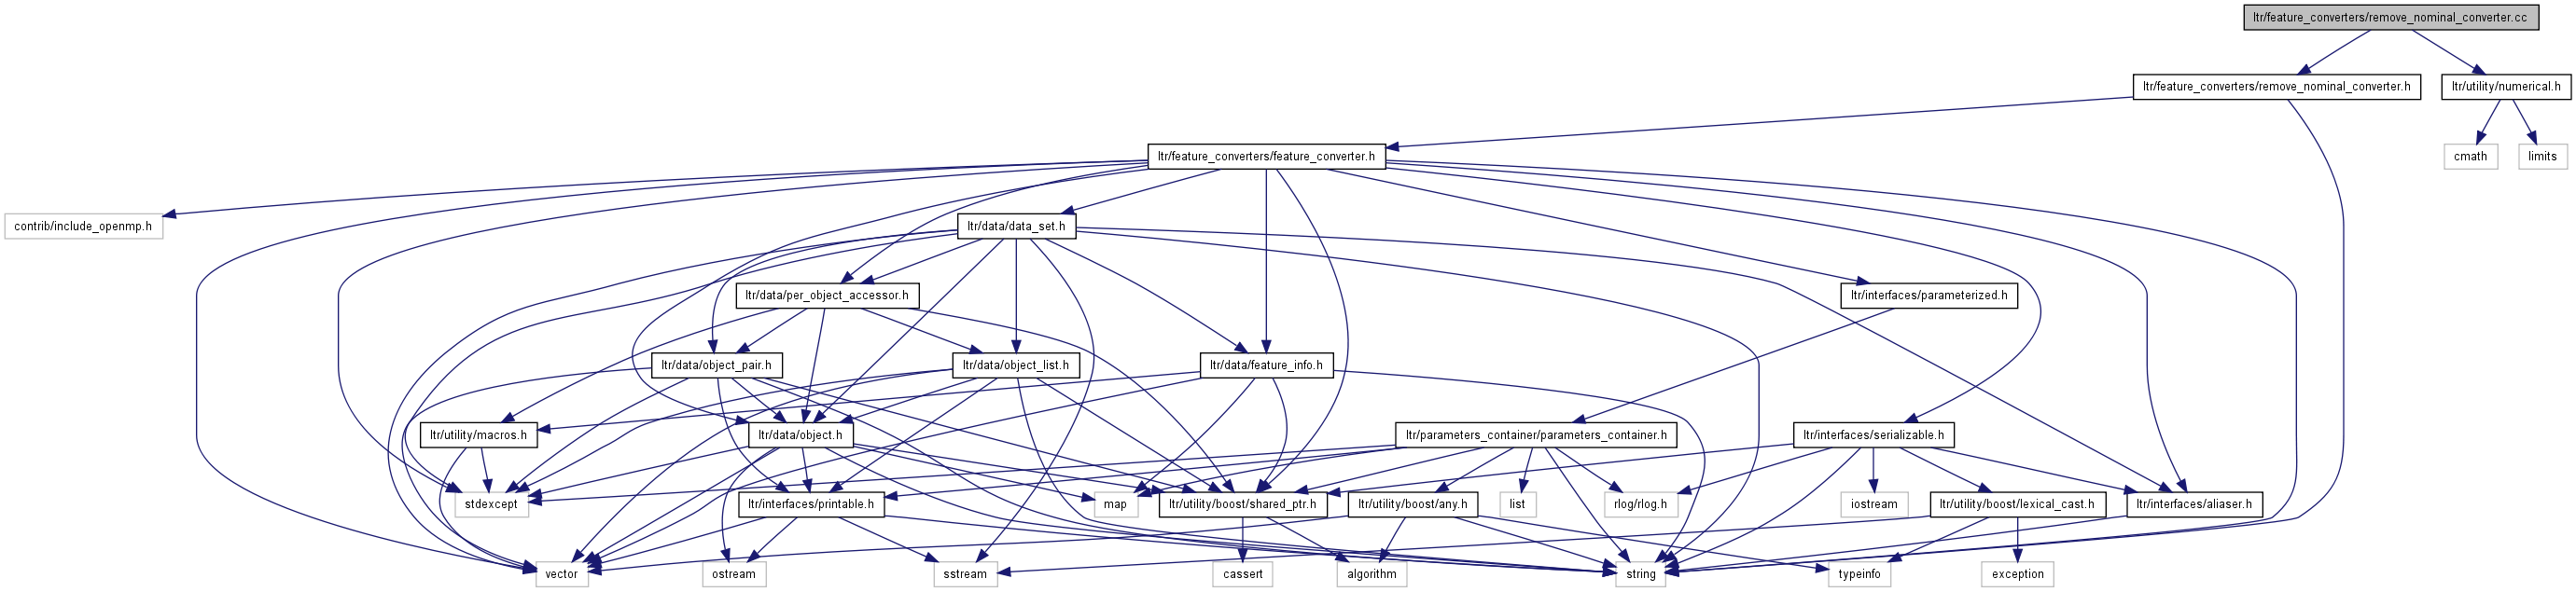 ltr/feature_converters/remove_nominal_converter.cc
ltr/feature_converters/remove_nominal_converter.h
ltr/utility/numerical.h
ltr/feature_converters/feature_converter.h
cmath
limits
contrib/include_openmp.h
ltr/data/data_set.h
ltr/data/per_object_accessor.h
ltr/interfaces/parameterized.h
ltr/data/object_pair.h
ltr/data/object_list.h
ltr/data/feature_info.h
ltr/utility/macros.h
ltr/data/object.h
ltr/parameters_container/parameters_container.h
ltr/interfaces/serializable.h
stdexcept
ltr/interfaces/printable.h
map
ltr/utility/boost/shared_ptr.h
ltr/utility/boost/any.h
list
rlog/rlog.h
iostream
ltr/utility/boost/lexical_cast.h
ltr/interfaces/aliaser.h
vector
ostream
sstream
cassert
algorithm
string
typeinfo
exception